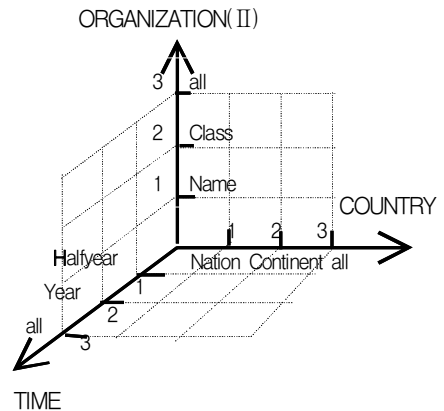 ORGANIZATION(Ⅱ)
3 all
2 Class
1 Name
COUNTRY
1 2 3
Nation Continent all
Halfyear
1
Year
2
all
3
TIME